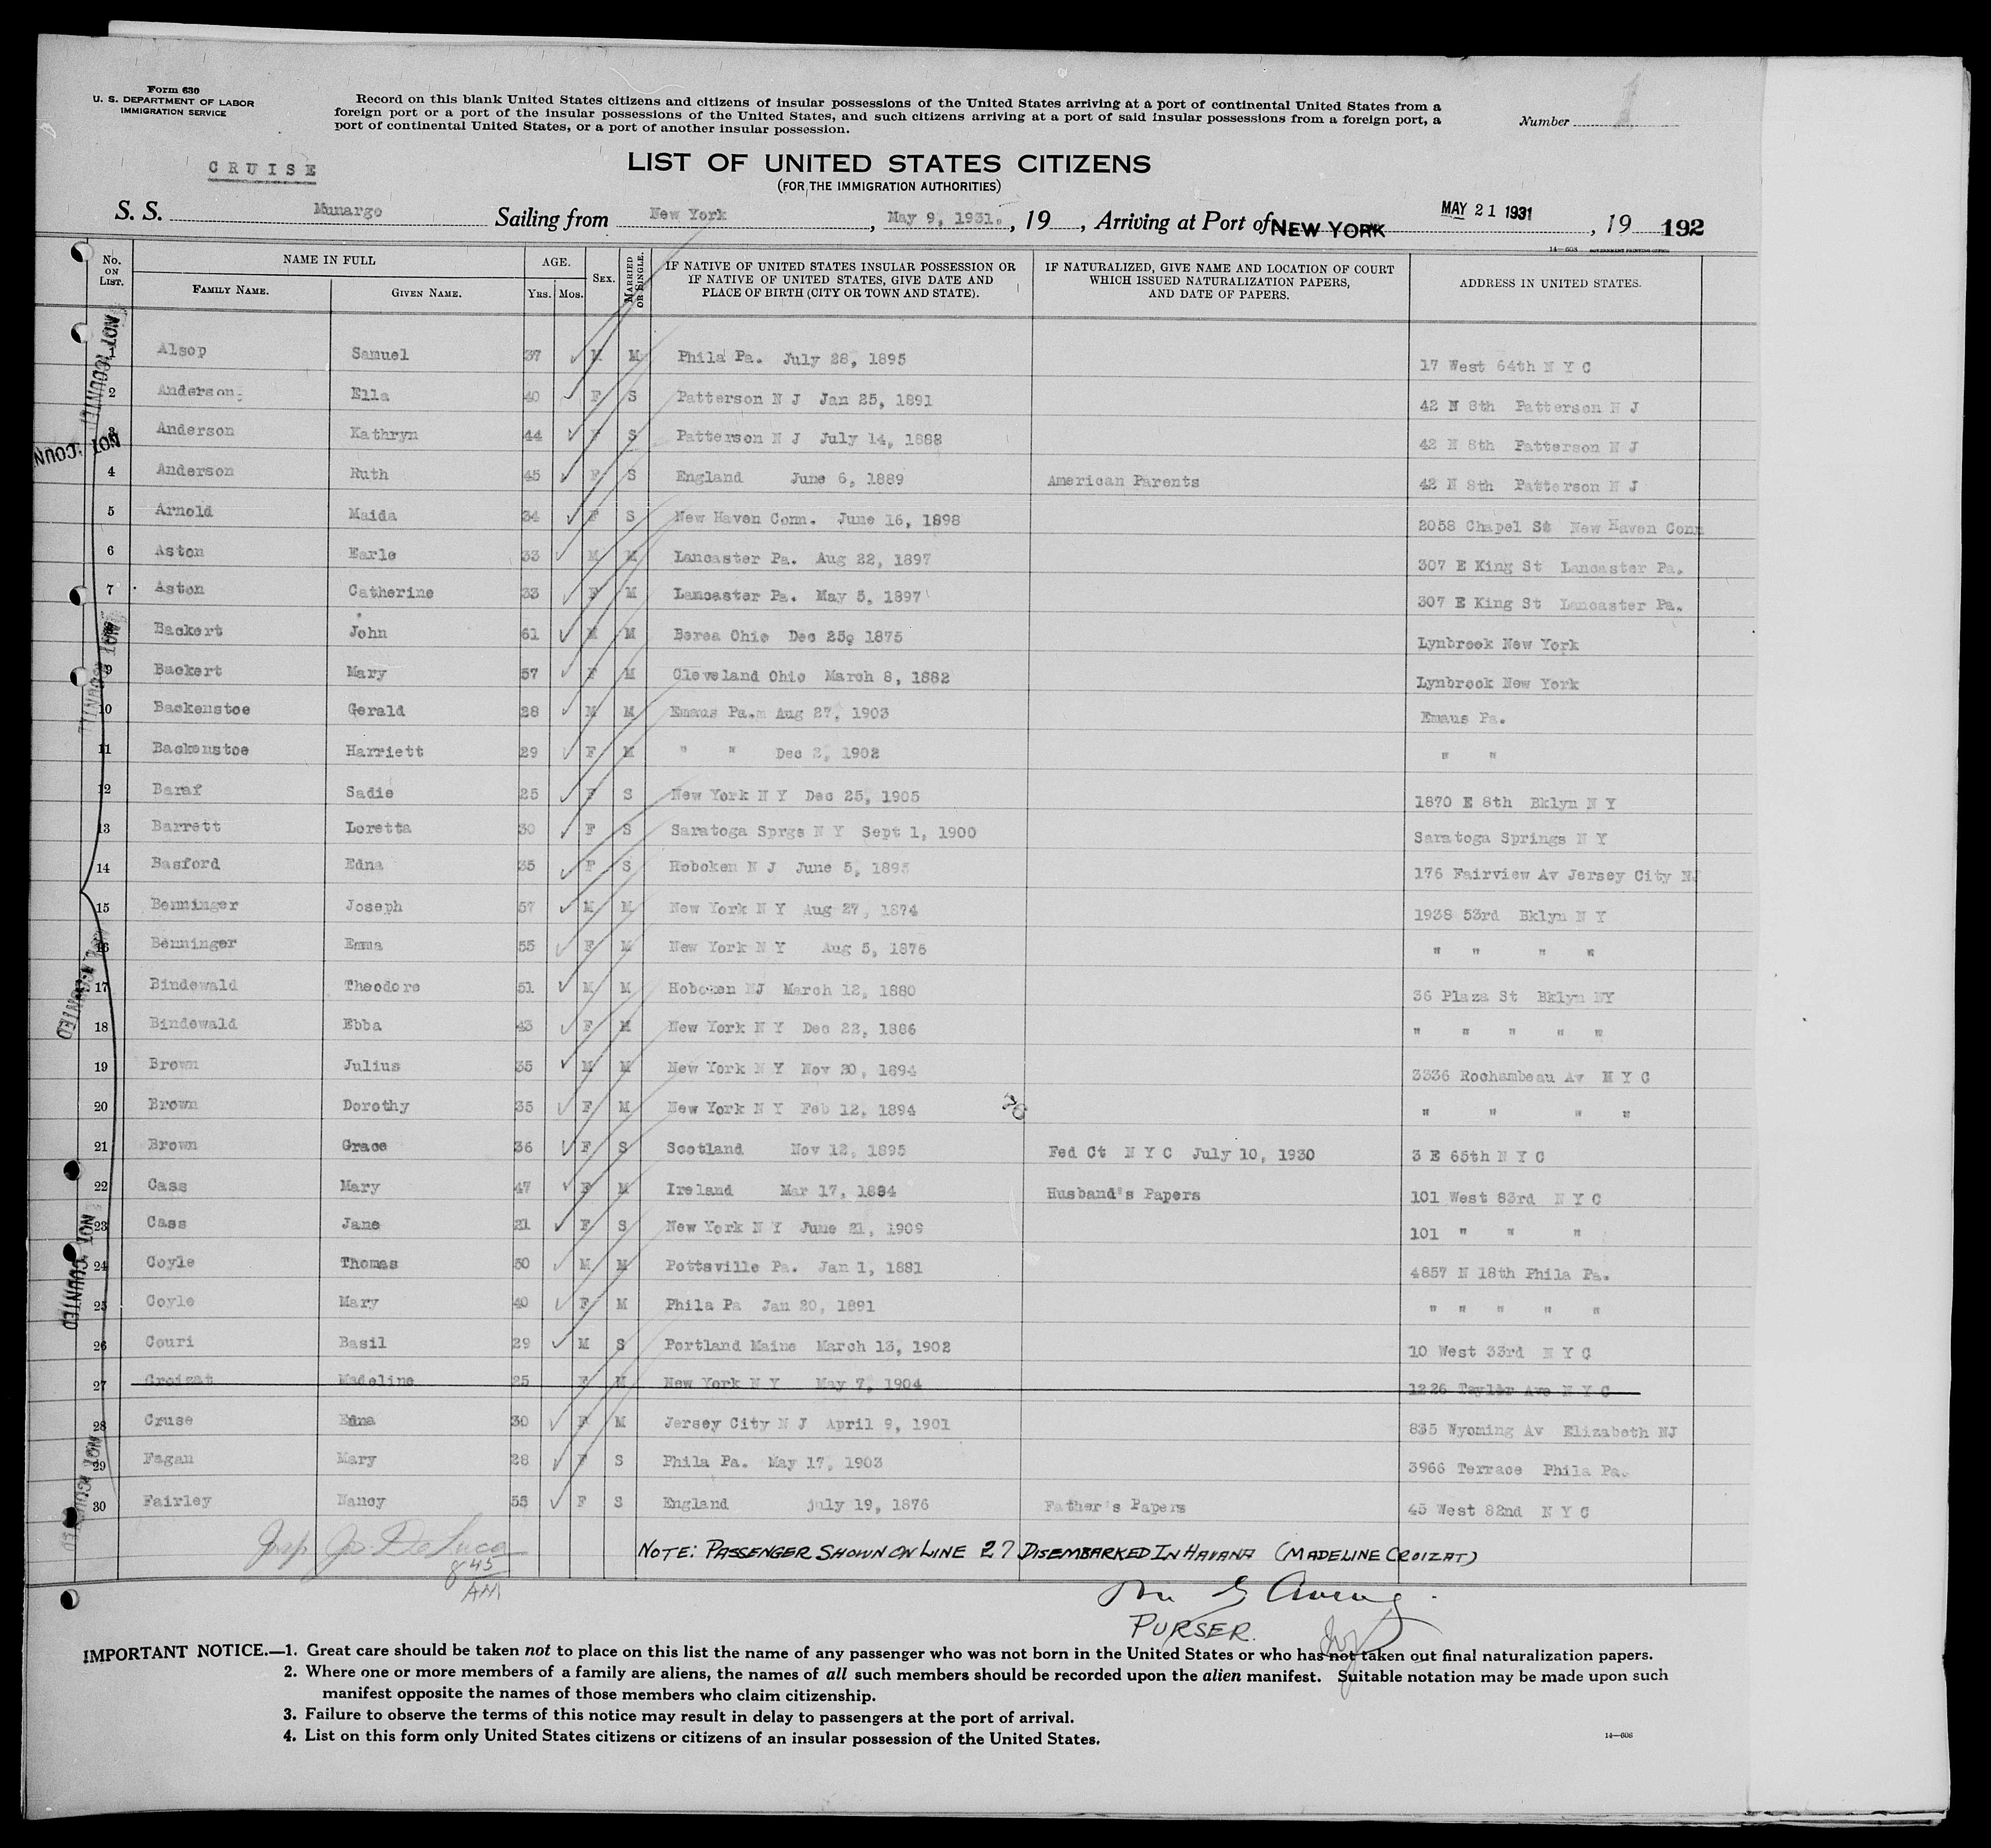 Form 630
U. S. DEPARTMENT OF LABOR
IMMIGRATION SERVICE
Record on this blank United States citizens and citizens of insular possessions of the United States arriving at a port of continental United States from a
foreign port or a port of the insular possessions of the United States, and such citizens arriving at a port of said insular possessions from a foreign port, a
port of continental United States, or a port of another insular possession.
Number 1
CRUISE
LIST OF UNITED STATES CITIZENS
(FOR THE IMMIGRATION AUTHORITIES)
S. S. Munargo Sailing from New York, May 9, 1931., 19, Arriving at Port of NEW YORK MAY 21 1931, 19 192
14—608 GOVERNMENT PRINTING OFFICE
No. ON LIST. NAME IN FULL FAMILY NAME. GIVEN NAME. AGE. Yrs. Mos. SEX. MARRIED OR SINGLE. IF NATIVE OF UNITED STATES INSULAR POSSESSION OR IF NATIVE OF UNITED STATES, GIVE DATE AND PLACE OF BIRTH (CITY OR TOWN AND STATE). IF NATURALIZED, GIVE NAME AND LOCATION OF COURT WHICH ISSUED NATURALIZATION PAPERS, AND DATE OF PAPERS. ADDRESS IN UNITED STATES.
1 Alsop Samuel 37 M M Phila Pa. July 28, 1895 17 West 64th N Y C
2 Anderson Ella 40 F S Patterson N J Jan 25, 1891 42 N 8th Patterson N J
3 Anderson Kathryn 44 F S Patterson N J July 14, 1888 42 N 8th Patterson N J
4 Anderson Ruth 45 F S England June 6, 1889 American Parents 42 N 8th Patterson N J
5 Arnold Maida 34 F S New Haven Conn. June 16, 1898 2058 Chapel St New Haven Conn
6 Aston Earle 33 M M Lancaster Pa. Aug 22, 1897 307 E King St Lancaster Pa.
7 Aston Catherine 33 F M Lancaster Pa. May 5, 1897 307 E King St Lancaster Pa.
8 Backert John 61 M M Berea Ohio Dec 25, 1875 Lynbrook New York
9 Backert Mary 57 F M Cleveland Ohio March 8, 1882 Lynbrook New York
10 Backenstoe Gerald 28 M M Emaus Pa. Aug 27, 1903 Emaus Pa.
11 Backenstoe Harriett 29 F M " " Dec 2, 1902 " "
12 Baraf Sadie 25 F S New York N Y Dec 25, 1905 1870 E 8th Bklyn N Y
13 Barrett Loretta 30 F S Saratoga Sprgs N Y Sept 1, 1900 Saratoga Springs N Y
14 Basford Edna 35 F S Hoboken N J June 5, 1895 176 Fairview Av Jersey City NJ
15 Benninger Joseph 57 M M New York N Y Aug 27, 1874 1938 53rd Bklyn N Y
16 Benninger Emma 55 F M New York N Y Aug 5, 1876 " " " "
17 Bindewald Theodore 51 M M Hoboken NJ March 12, 1880 36 Plaza St Bklyn NY
18 Bindewald Ebba 43 F M New York N Y Dec 22, 1886 " " " " "
19 Brown Julius 35 M M New York N Y Nov 20, 1894 3336 Rochambeau Av N Y C
20 Brown Dorothy 35 F M New York N Y Feb 12, 1894 " " " "
21 Brown Grace 36 F S Scotland Nov 12, 1895 Fed Ct N Y C July 10, 1930 3 E 65th N Y C
22 Cass Mary 47 F M Ireland Mar 17, 1884 Husband's Papers 101 West 83rd N Y C
23 Cass Jane 21 F S New York N Y June 21, 1909 101 " " "
24 Coyle Thomas 50 M M Pottsville Pa. Jan 1, 1881 4857 N 18th Phila Pa.
25 Coyle Mary 40 F M Phila Pa Jan 20, 1891 " " " " "
26 Couri Basil 29 M S Portland Maine March 13, 1902 10 West 33rd N Y C
27 Croizat Madeline 25 F M New York N Y May 7, 1904 1226 Taylor Ave N Y C
28 Cruse Edna 30 F M Jersey City N J April 9, 1901 835 Wyoming Av Elizabeth NJ
29 Fagan Mary 28 F S Phila Pa. May 17, 1903 3966 Terrace Phila Pa.
30 Fairley Nancy 55 F S England july 19, 1876 Father's Papers 45 West 82nd N Y C
NOT COUNTED
NOT COUN
NOT COUNTED
NOT COUNTED
NOT COUNTED
NOT COUNTED
Insp Jos DeLuca
8 45
AM
NOTE: PASSENGER SHOWN ON LINE 27 DISEMBARKED IN HAVANA (MADELINE CROIZAT)
PURSER.
IMPORTANT NOTICE.—1. Great care should be taken not to place on this list the name of any passenger who was not born in the United States or who has not taken out final naturalization papers.
2. Where one or more members of a family are aliens, the names of all such members should be recorded upon the alien manifest. Suitable notation may be made upon such
manifest opposite the names of those members who claim citizenship.
3. Failure to observe the terms of this notice may result in delay to passengers at the port of arrival.
4. List on this form only United States citizens or citizens of an insular possession of the United States.
14—608